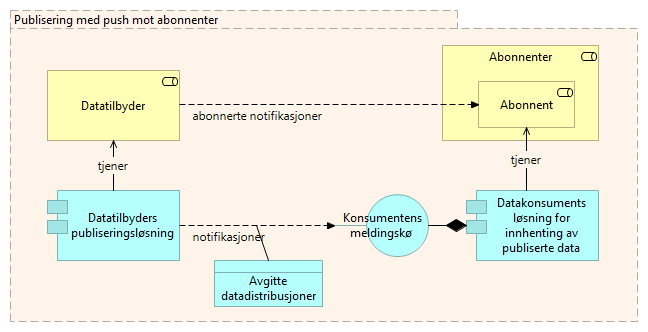 Publisering med push mot abonnenter
Abonnenter
Datatilbyder
Abonnent
abonnerte notifikasjoner
tjener
tjener
Datatilbyders
publiseringsløsning
notifikasjoner
Konsumentens
meldingskø
Datakonsuments
løsning for
innhenting av
publiserte data
Avgitte
datadistribusjoner